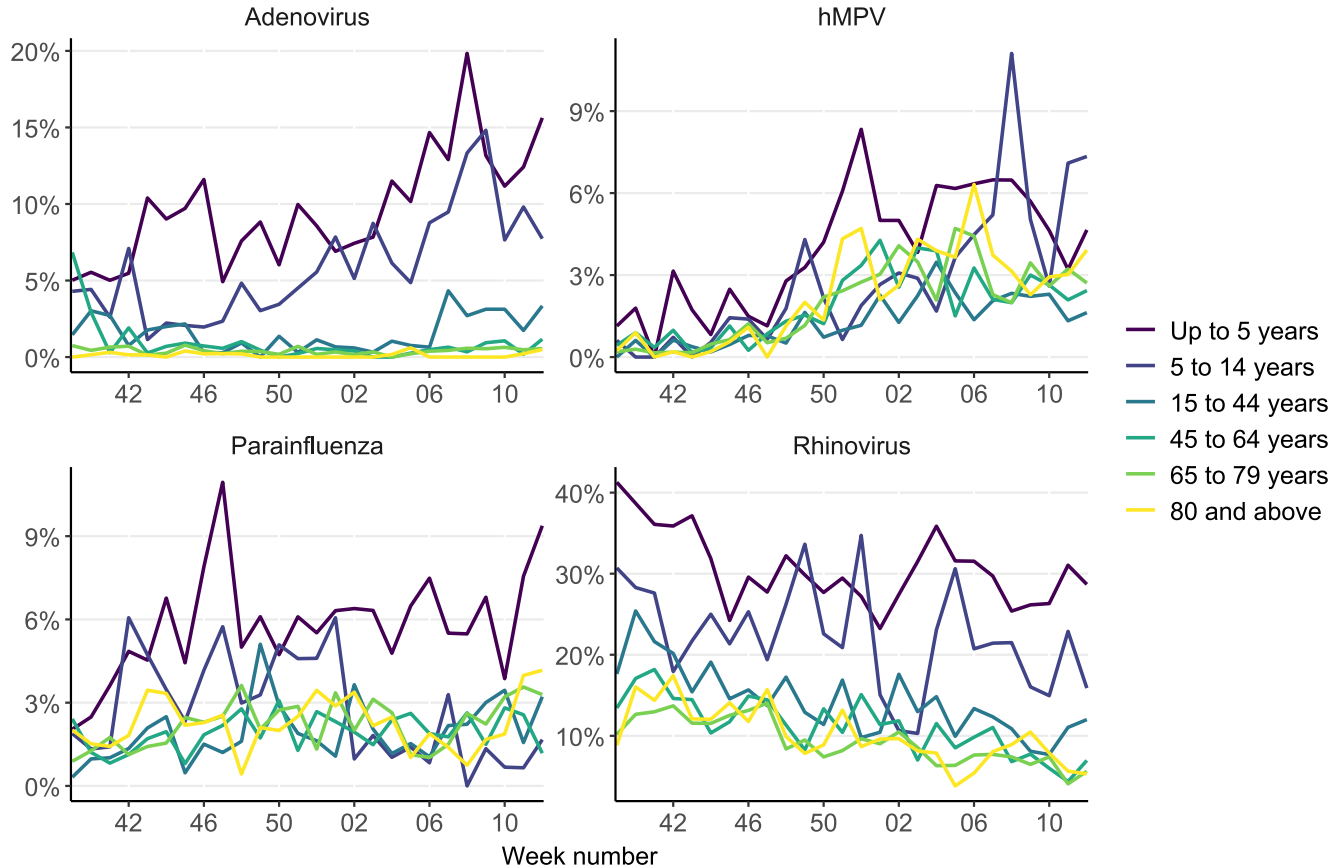 Adenovirus
hMPV
20%
15%
10%
5%
0%
42 46 50 02 06 10
9%
6%
3%
0%
42 46 50 02 06 10
Parainfluenza
Rhinovirus
9%
6%
3%
0%
42 46 50 02 06 10
40%
30%
20%
10%
42 46 50 02 06 10
Week number
Up to 5 years
5 to 14 years
15 to 44 years
45 to 64 years
65 to 79 years
80 and above